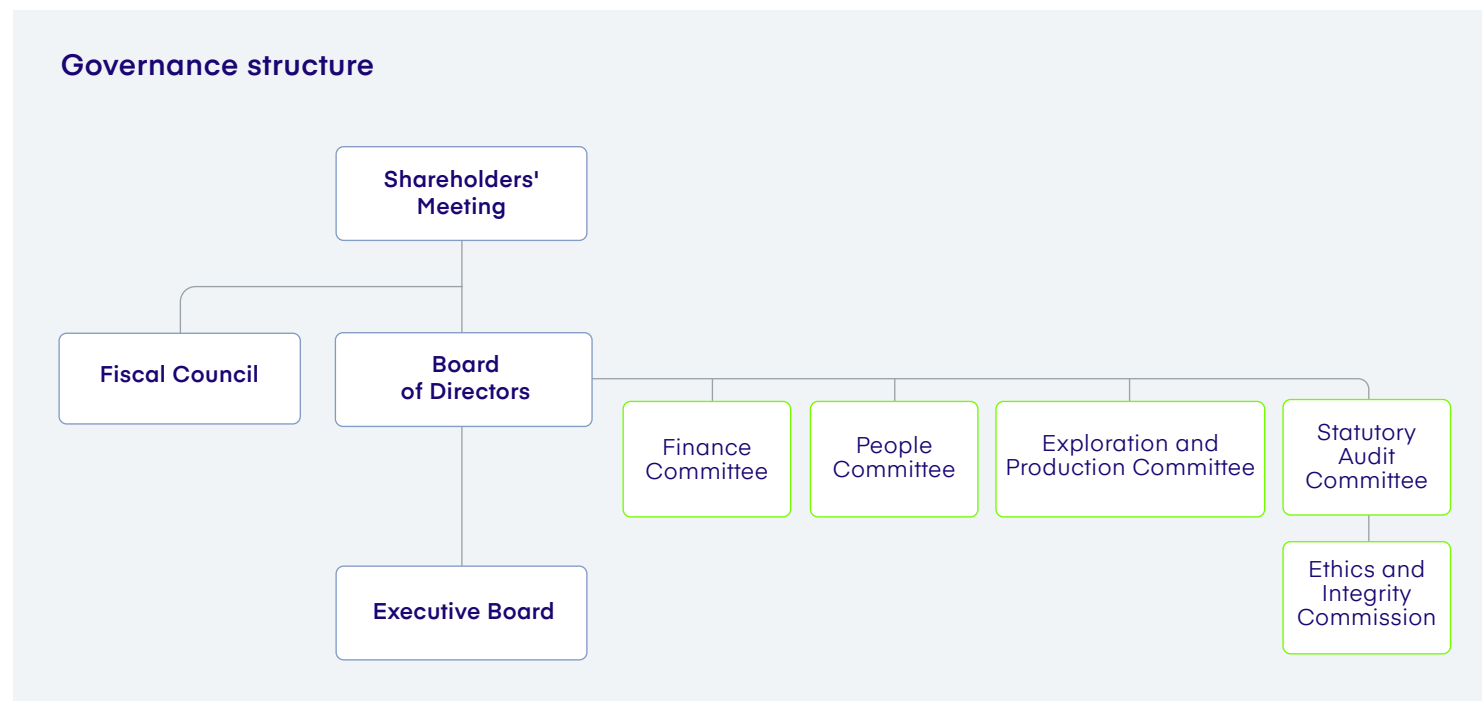 Governance structure
Shareholders'
Meeting
Fiscal Council
Board
of Directors
Finance
Committee
People
Committee
Exploration and
Production Committee
Statutory
Audit
Committee
Executive Board
Ethics and
Integrity
Commission